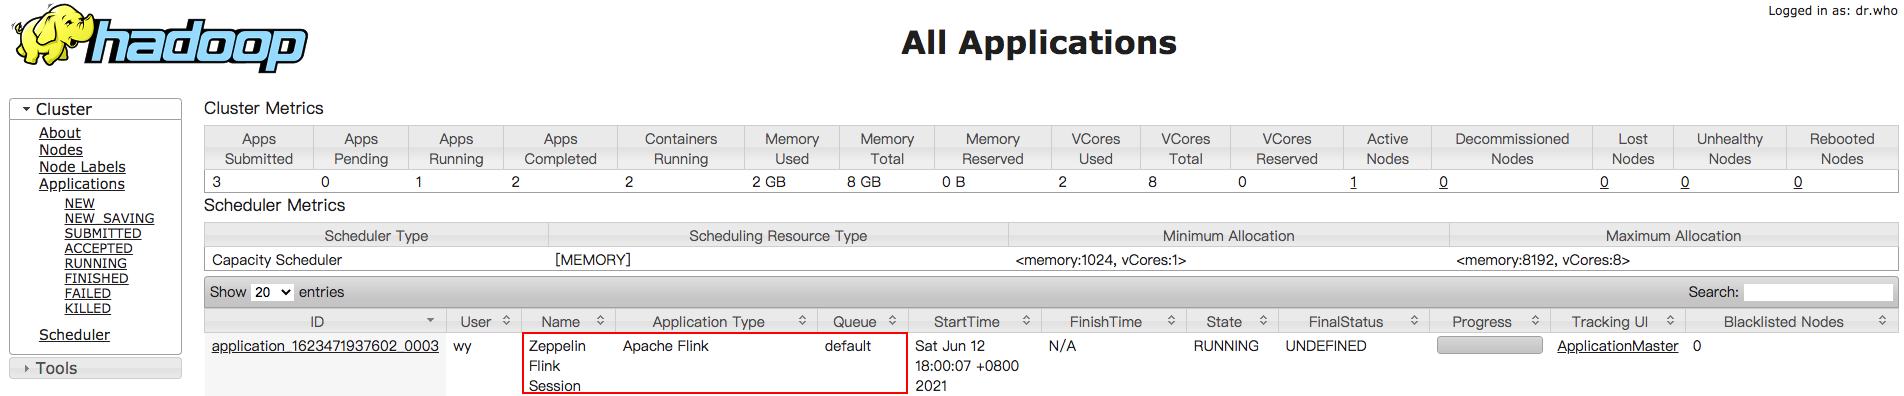 Logged in as: dr.who
hadoop
All Applications
Cluster
About
Nodes
Node Labels
Applications
NEW
NEW_SAVING
SUBMITTED
ACCEPTED
RUNNING
FINISHED
FAILED
KILLED
Scheduler
Tools
Cluster Metrics
Apps Submitted Apps Pending Apps Running Apps Completed Containers Running Memory Used Memory Total Memory Reserved VCores Used VCores Total VCores Reserved Active Nodes Decommissioned Nodes Lost Nodes Unhealthy Nodes Rebooted Nodes
3 0 1 2 2 2 GB 8 GB 0 B 2 8 0 1 0 0 0 0
Scheduler Metrics
Scheduler Type Scheduling Resource Type Minimum Allocation Maximum Allocation
Capacity Scheduler [MEMORY] <memory:1024, vCores:1> <memory:8192, vCores:8>
Show 20 entries Search:
ID User Name Application Type Queue StartTime FinishTime State FinalStatus Progress Tracking UI Blacklisted Nodes
application_1623471937602_0003 wy Zeppelin Flink Session Apache Flink default Sat Jun 12 18:00:07 +0800 2021 N/A RUNNING UNDEFINED ApplicationMaster 0